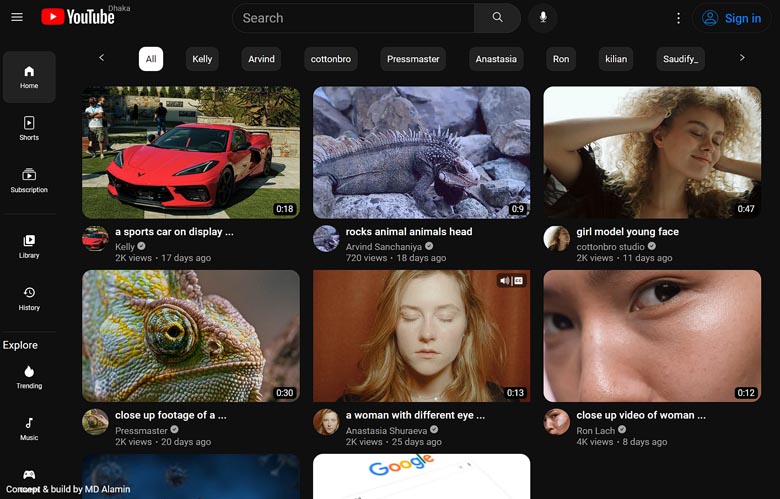 YouTube
Dhaka
Search
Sign in
All
Kelly
Arvind
cottonbro
Pressmaster
Anastasia
Ron
kilian
Saudify_
Home
Shorts
Subscription
Library
History
Explore
Trending
Music
0:18
a sports car on display ...
Kelly
2K views • 17 days ago
0:9
rocks animal animals head
Arvind Sanchaniya
720 views • 18 days ago
0:47
girl model young face
cottonbro studio
2K views • 11 days ago
0:30
close up footage of a ...
Pressmaster
2K views • 20 days ago
0:13
a woman with different eye ...
Anastasia Shuraeva
2K views • 25 days ago
0:12
close up video of woman ...
Ron Lach
4K views • 8 days ago
Google
Concept & build by MD Alamin